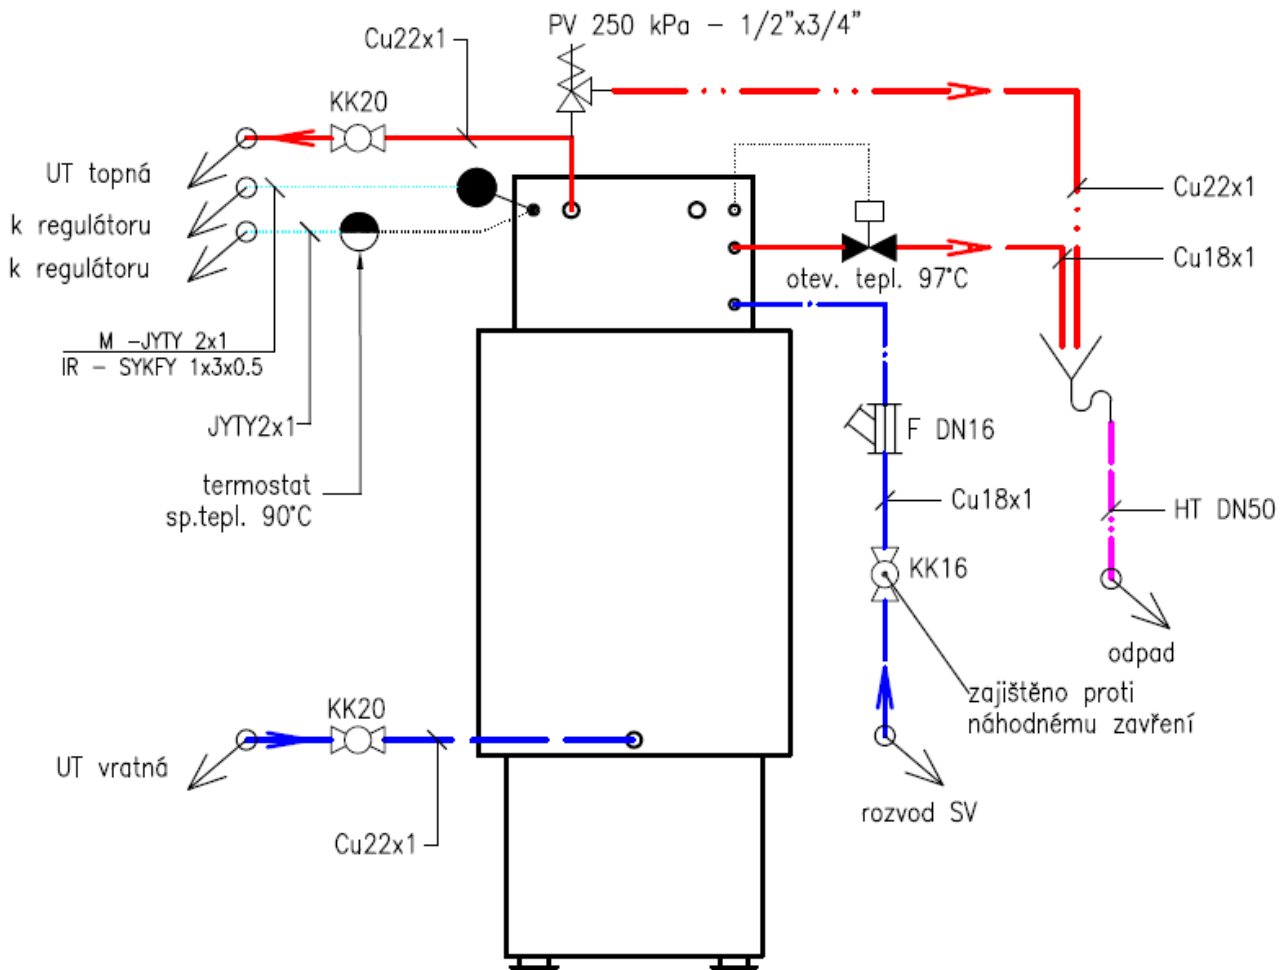 PV 250 kPa – 1/2"x3/4"
Cu22x1
KK20
UT topná
k regulátoru
k regulátoru
Cu22x1
Cu18x1
otev. tepl. 97°C
M –JYTY 2x1
IR – SYKFY 1x3x0.5
JYTY2x1
F DN16
termostat
sp.tepl. 90°C
Cu18x1
HT DN50
KK16
odpad
zajištěno proti
náhodnému zavření
KK20
UT vratná
rozvod SV
Cu22x1